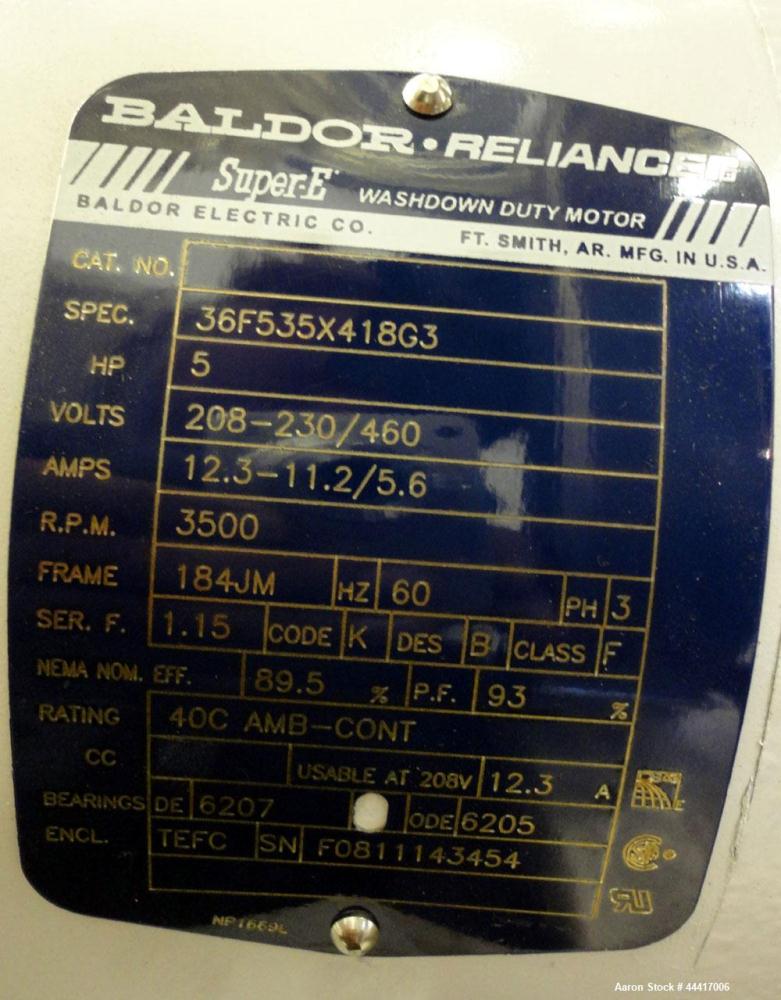 BALDOR • RELIANCE
Super-E WASHDOWN DUTY MOTOR
BALDOR ELECTRIC CO. FT. SMITH, AR. MFG. IN U.S.A.
CAT. NO.
SPEC. 36F535X418G3
HP 5
VOLTS 208-230/460
AMPS 12.3-11.2/5.6
R.P.M. 3500
FRAME 184JM HZ 60 PH 3
SER. F. 1.15 CODE K DES B CLASS F
NEMA NOM. EFF. 89.5 % P.F. 93 %
RATING 40C AMB-CONT
CC USABLE AT 208V 12.3 A
BEARINGS DE 6207 ODE 6205
ENCL. TEFC SN F0811143454
NP1669L
Aaron Stock # 44417006